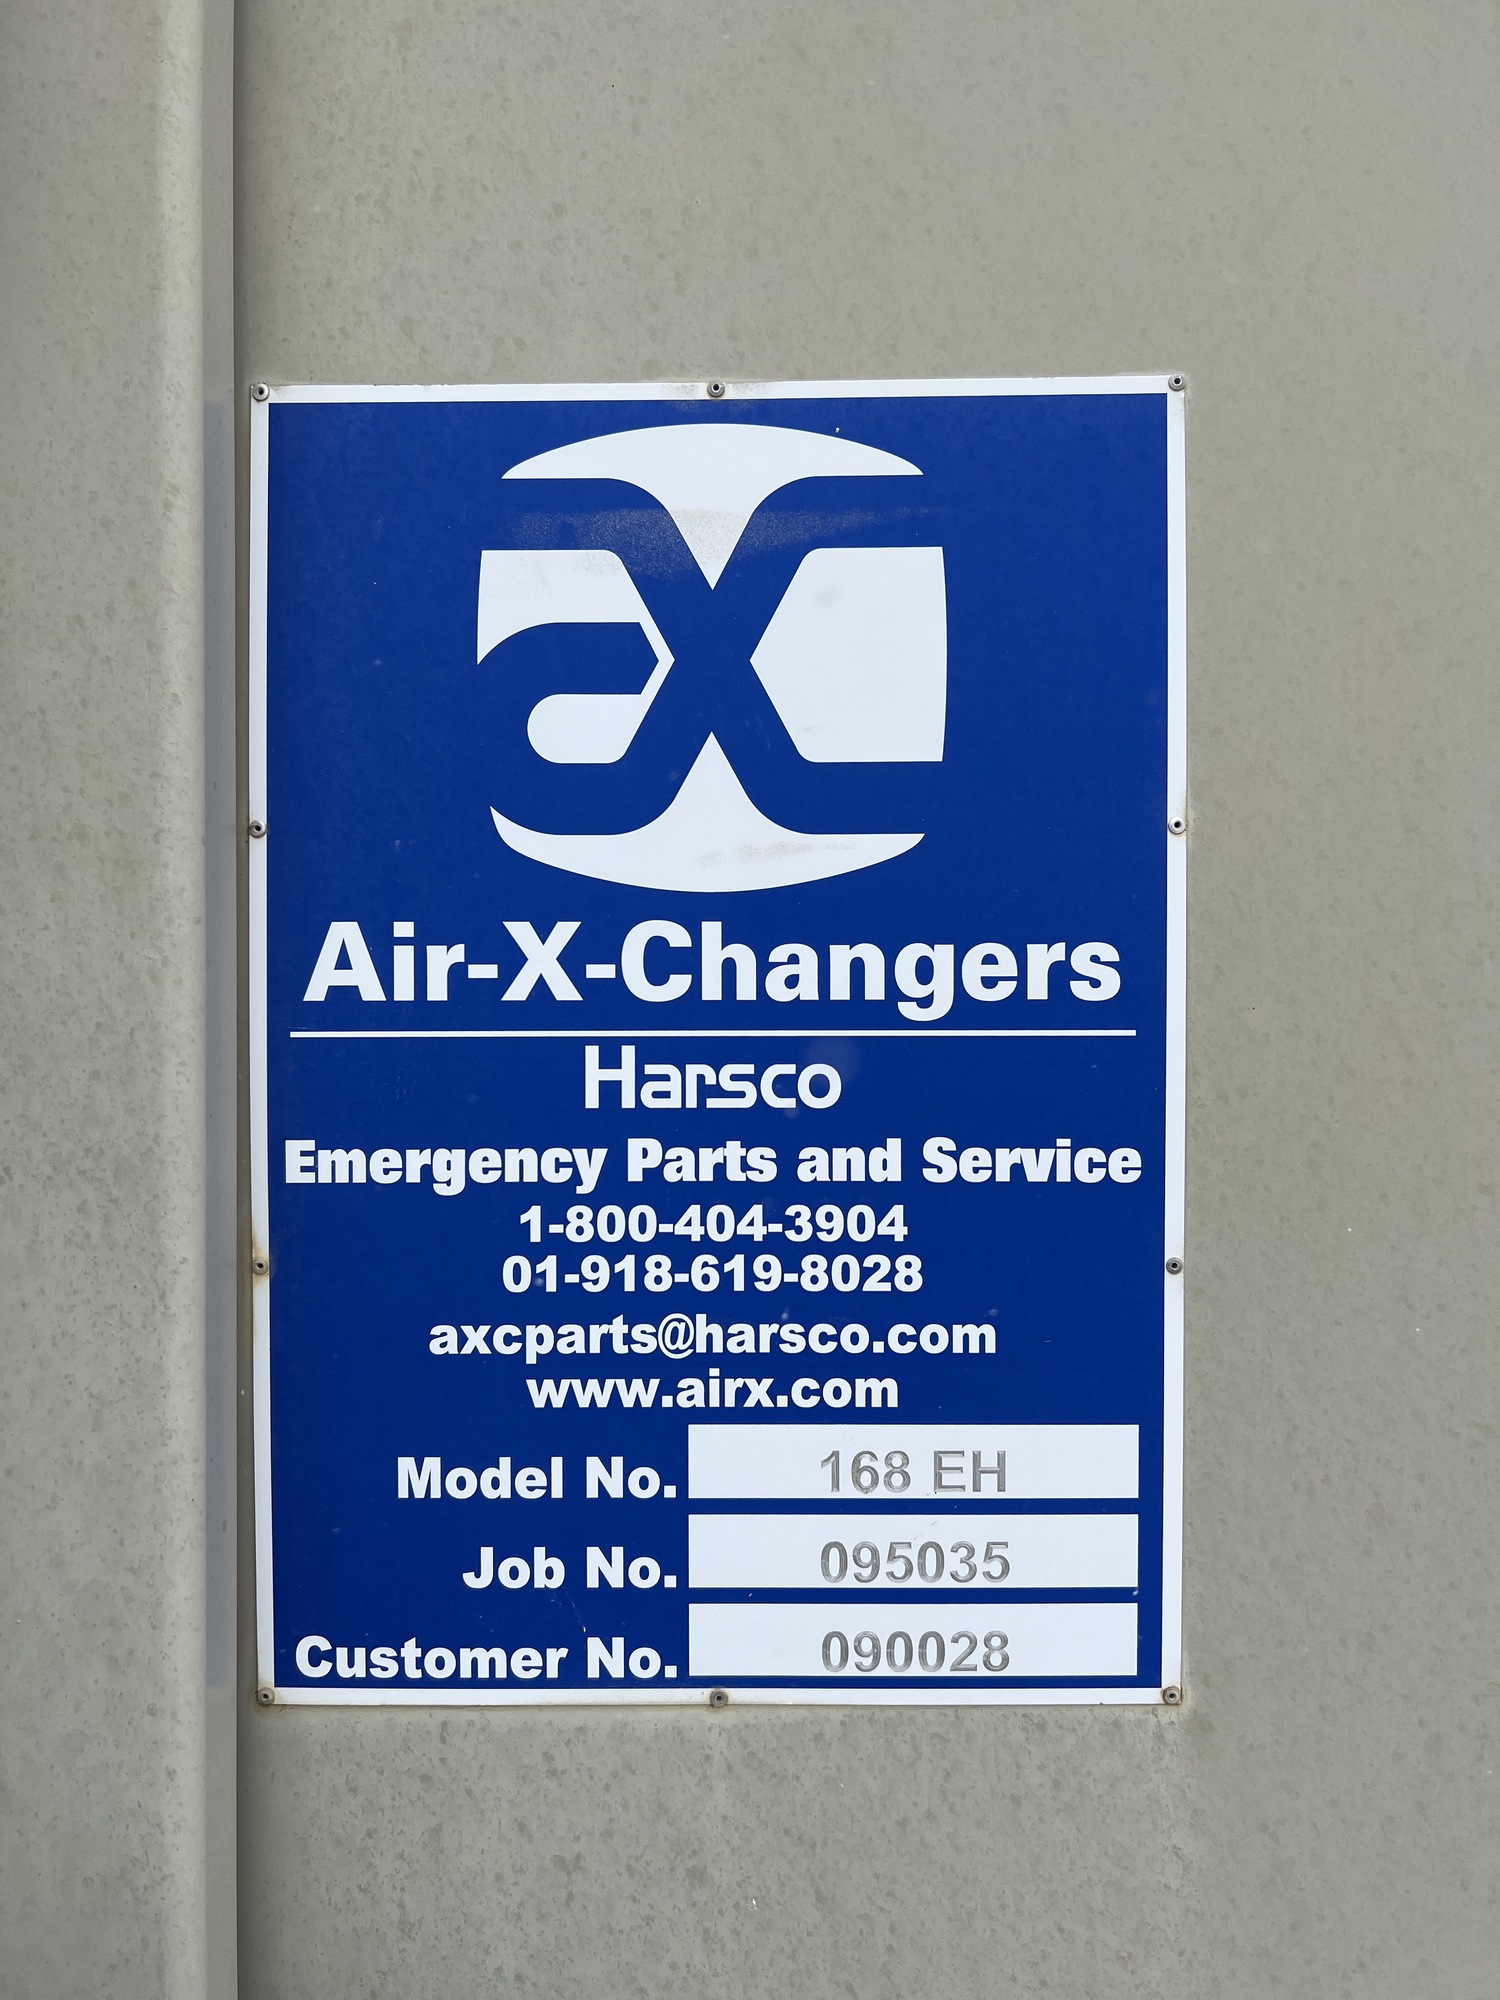 aX
Air-X-Changers
Harsco
Emergency Parts and Service
1-800-404-3904
01-918-619-8028
axcparts@harsco.com
www.airx.com
Model No. 168 EH
Job No. 095035
Customer No. 090028